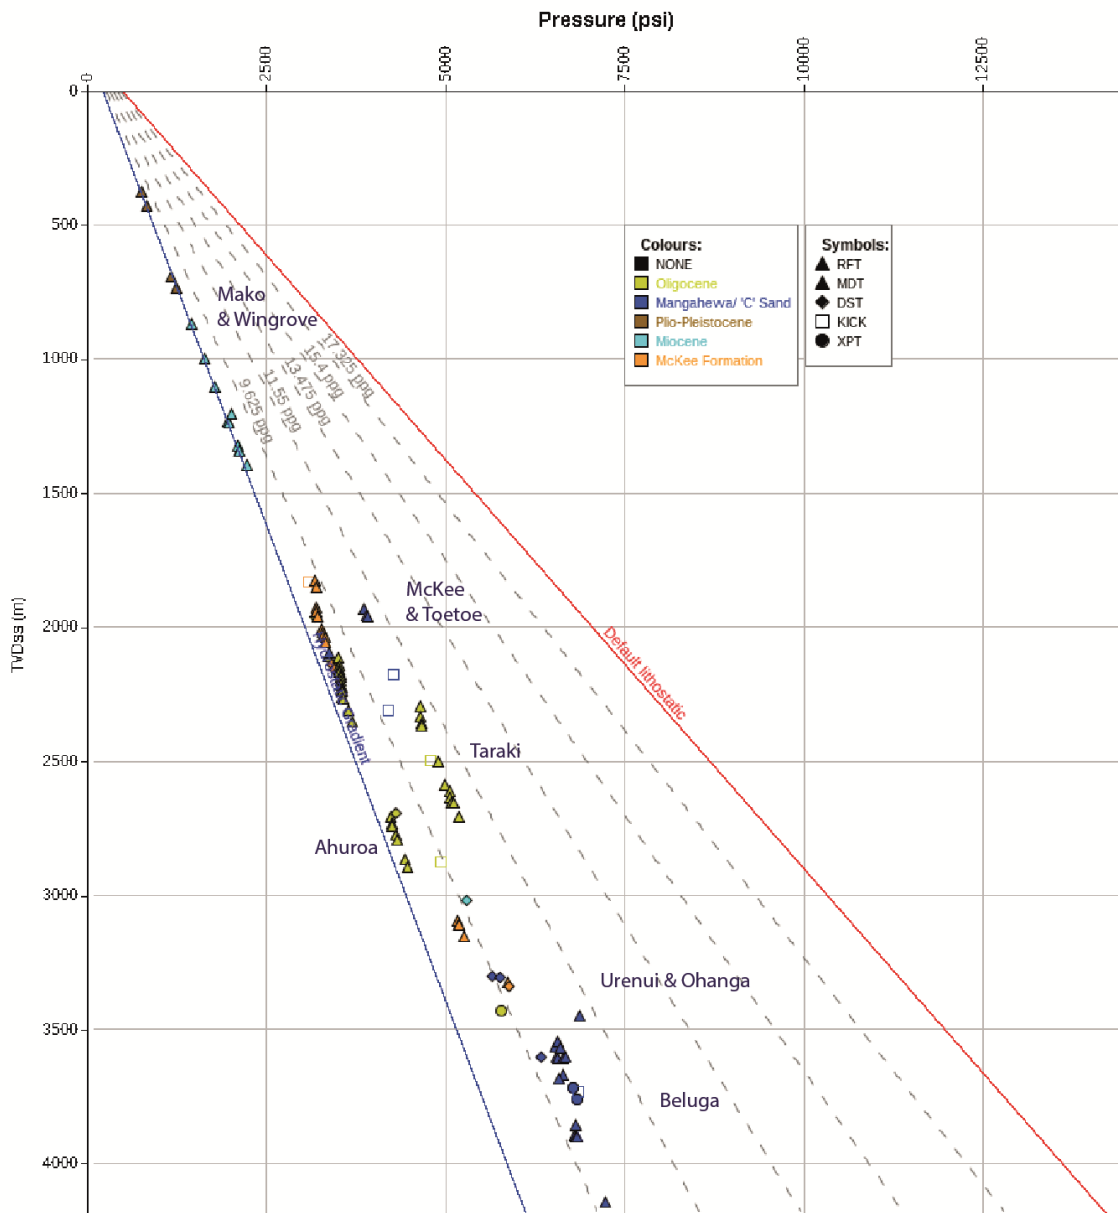 Pressure (psi)
0
2500
5000
7500
10000
12500
0
500
1000
1500
2000
2500
3000
3500
4000
TVDss (m)
Colours:
NONE
Oligocene
Mangahewa/ 'C' Sand
Plio-Pleistocene
Miocene
McKee Formation
Symbols:
RFT
MDT
DST
KICK
XPT
Mako
& Wingrove
17.325 ppg
15.4 ppg
13.475 ppg
11.55 ppg
9.625 ppg
McKee
& Toetoe
Default lithostatic
Taraki
Ahuroa
Urenui & Ohanga
Beluga